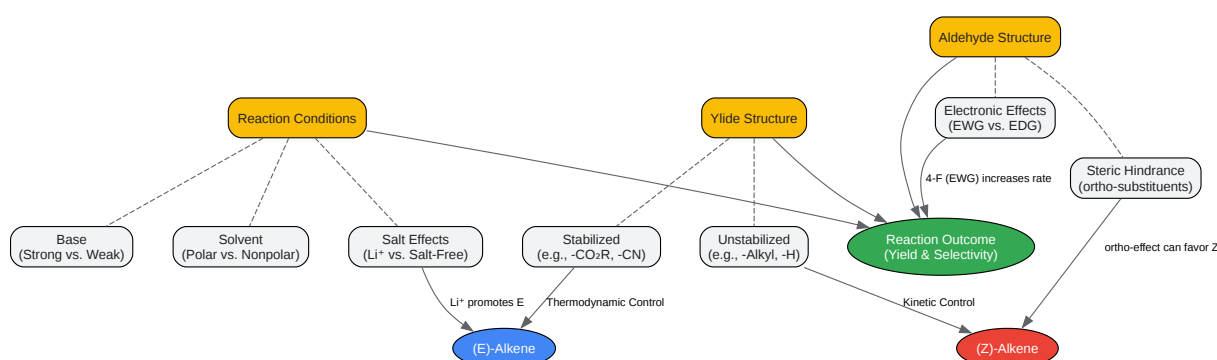 Aldehyde Structure
Reaction Conditions
Ylide Structure
Electronic Effects
(EWG vs. EDG)
4-F (EWG) increases rate
Steric Hindrance
(ortho-substituents)
Base
(Strong vs. Weak)
Solvent
(Polar vs. Nonpolar)
Salt Effects
(Li⁺ vs. Salt-Free)
Stabilized
(e.g., -CO₂R, -CN)
Unstabilized
(e.g., -Alkyl, -H)
Reaction Outcome
(Yield & Selectivity)
ortho-effect can favor Z
Li⁺ promotes E
Thermodynamic Control
Kinetic Control
(E)-Alkene
(Z)-Alkene